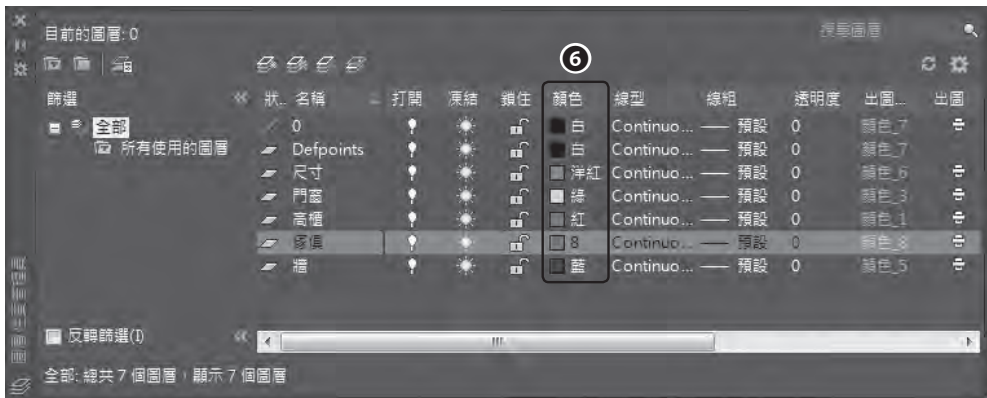 目前的圖層: 0
搜尋圖層
⑥
篩選
狀.. 名稱 打開 凍結 鎖住 顏色 線型 線粗 透明度 出圖... 出圖
全部
所有使用的圖層
0 白 Continuo... 預設 0 顏色_7
Defpoints 白 Continuo... 預設 0 顏色_7
尺寸 洋紅 Continuo... 預設 0 顏色_6
門窗 綠 Continuo... 預設 0 顏色_3
高櫃 紅 Continuo... 預設 0 顏色_1
傢俱 8 Continuo... 預設 0 顏色_8
牆 藍 Continuo... 預設 0 顏色_5
反轉篩選(I)
全部: 總共 7 個圖層，顯示 7 個圖層